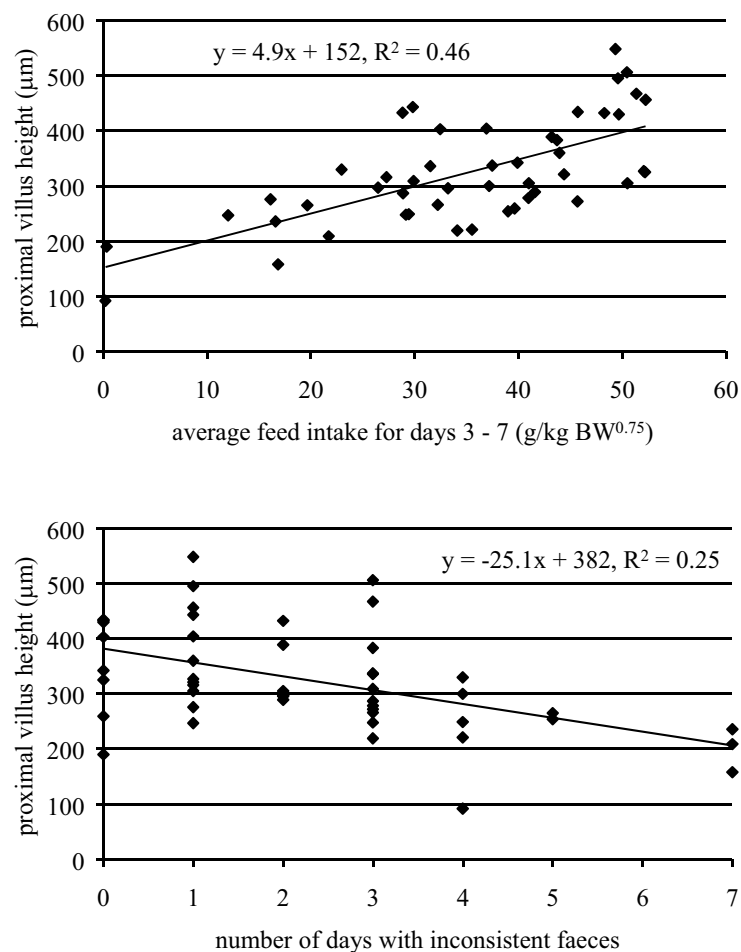 600
500
400
300
200
100
0
proximal villus height (µm)
y = 4.9x + 152, R² = 0.46
0 10 20 30 40 50 60
average feed intake for days 3 - 7 (g/kg BW⁰·⁷⁵)
600
500
400
300
200
100
0
proximal villus height (µm)
y = -25.1x + 382, R² = 0.25
0 1 2 3 4 5 6 7
number of days with inconsistent faeces